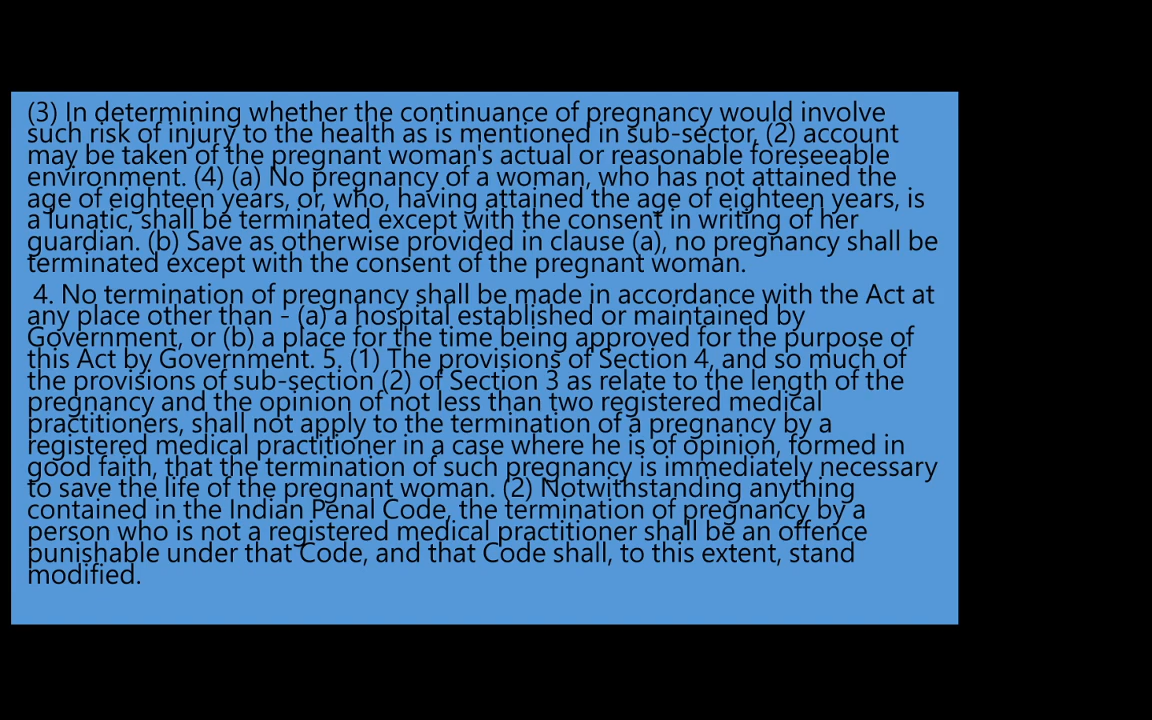 (3) In determining whether the continuance of pregnancy would involve
such risk of injury to the health as is mentioned in sub-sector, (2) account
may be taken of the pregnant woman's actual or reasonable foreseeable
environment. (4) (a) No pregnancy of a woman, who has not attained the
age of eighteen years, or, who, having attained the age of eighteen years, is
a lunatic, shall be terminated except with the consent in writing of her
guardian. (b) Save as otherwise provided in clause (a), no pregnancy shall be
terminated except with the consent of the pregnant woman.
4. No termination of pregnancy shall be made in accordance with the Act at
any place other than - (a) a hospital established or maintained by
Government, or (b) a place for the time being approved for the purpose of
this Act by Government. 5. (1) The provisions of Section 4, and so much of
the provisions of sub-section (2) of Section 3 as relate to the length of the
pregnancy and the opinion of not less than two registered medical
practitioners, shall not apply to the termination of a pregnancy by a
registered medical practitioner in a case where he is of opinion, formed in
good faith, that the termination of such pregnancy is immediately necessary
to save the life of the pregnant woman. (2) Notwithstanding anything
contained in the Indian Penal Code, the termination of pregnancy by a
person who is not a registered medical practitioner shall be an offence
punishable under that Code, and that Code shall, to this extent, stand
modified.